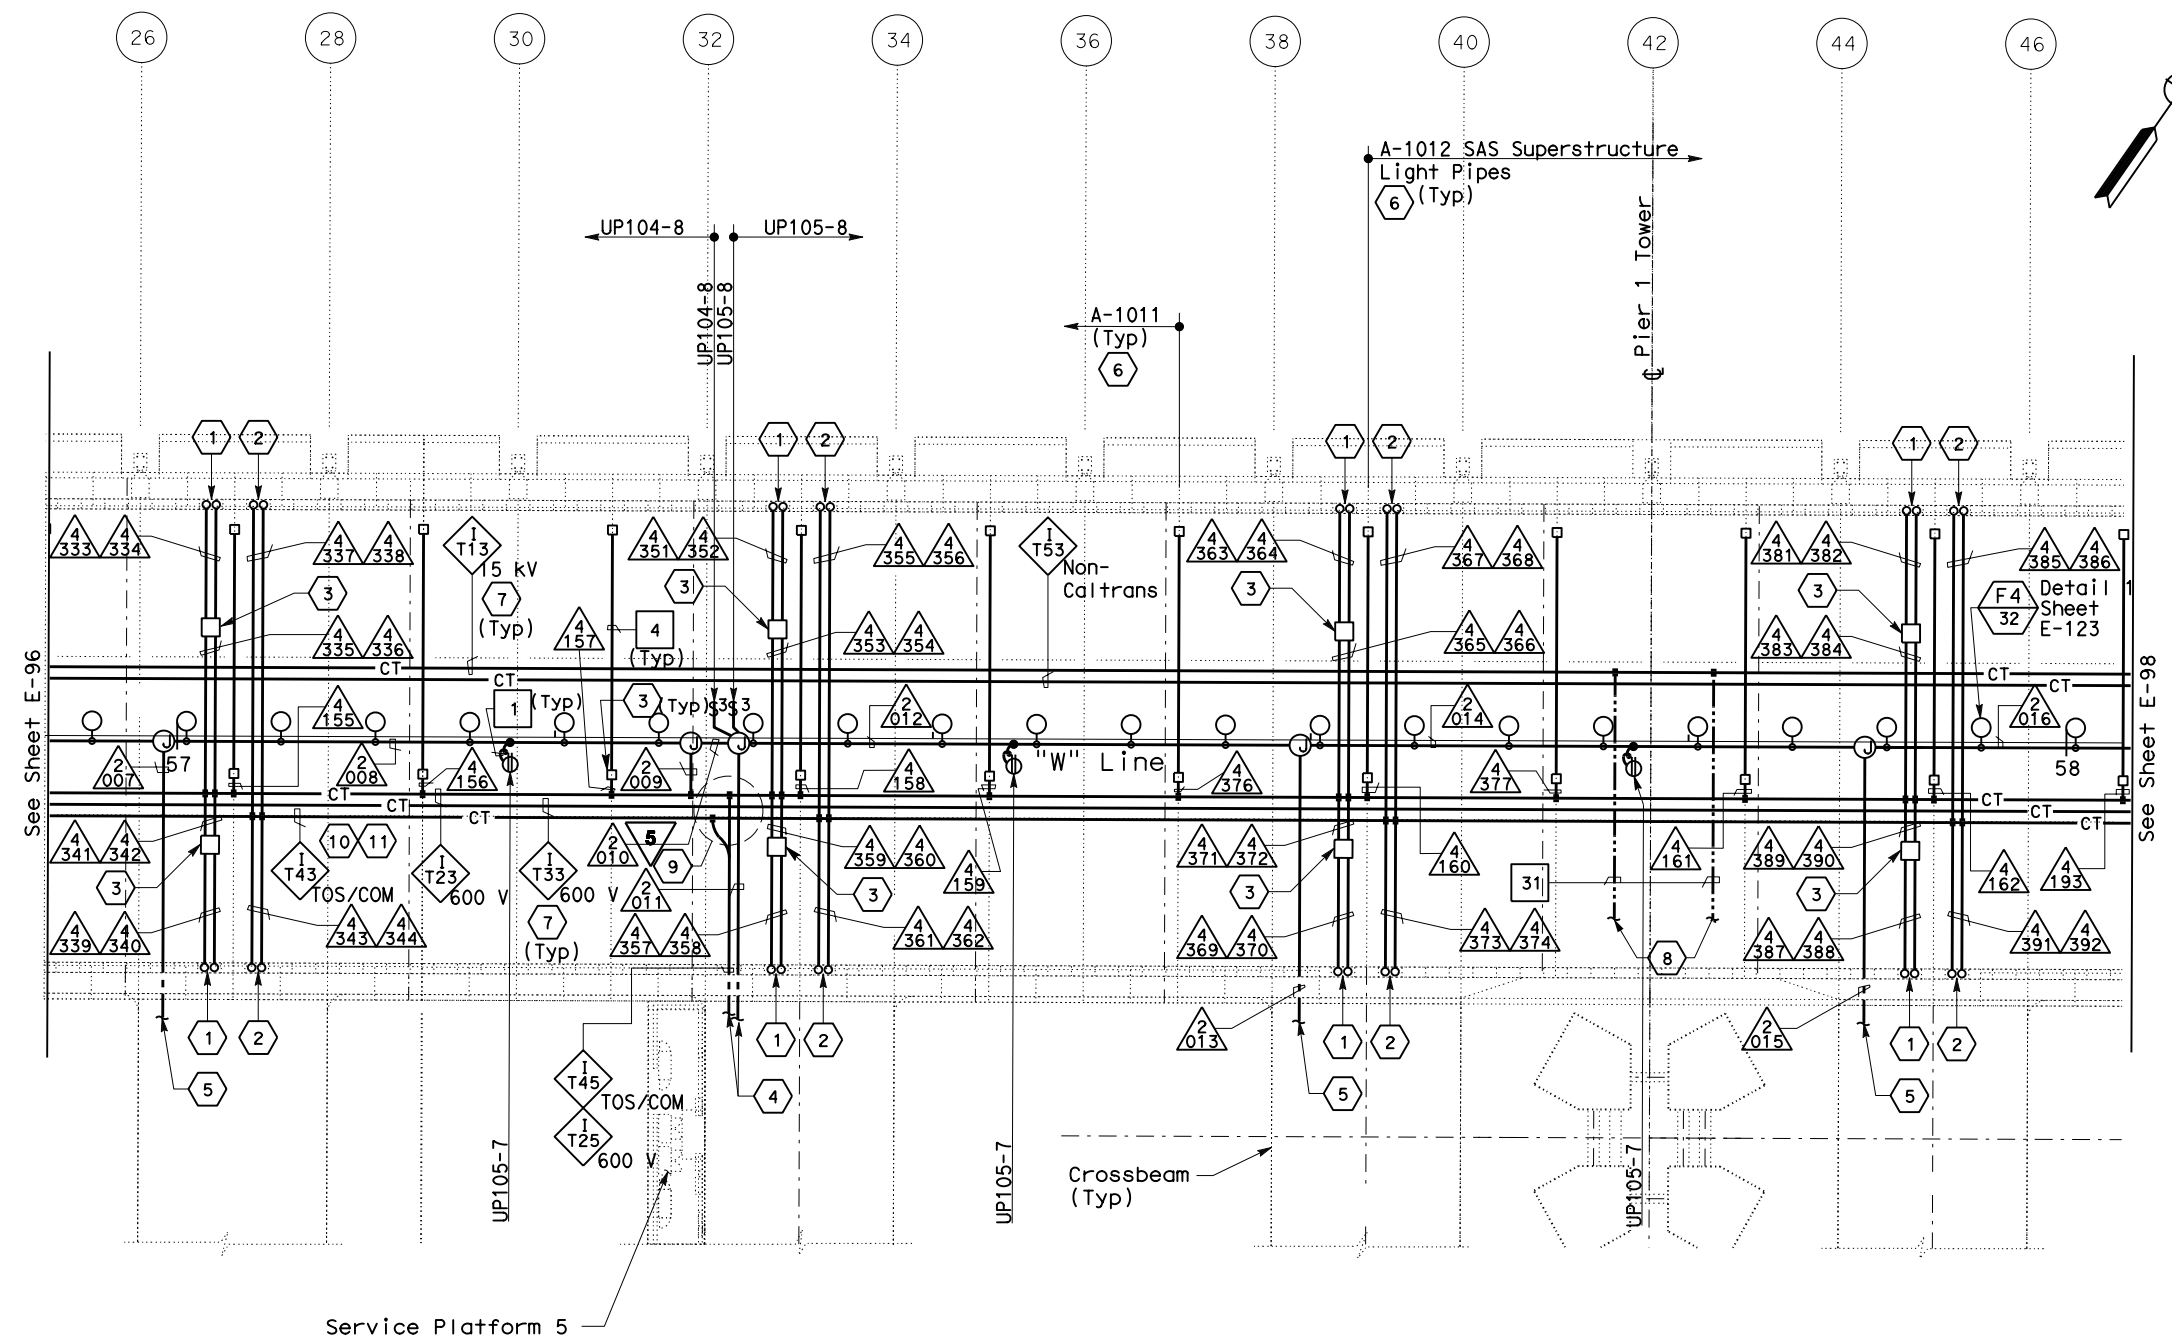 26 28 30 32 34 36 38 40 42 44 46
A-1012 SAS Superstructure
Light Pipes
6 (Typ)
UP104-8 UP105-8
UP104-8
UP105-8
A-1011
(Typ)
6
℄ Pier 1 Tower
1 2 1 2 1 2 1 2
4 333 4 334
4 337 4 338
I T13
15 kV
7
(Typ)
4 351 4 352
4 355 4 356
I T53
Non-
Caltrans
4 363 4 364
4 367 4 368
4 381 4 382
4 385 4 386
3
3
3
3
F4 32
Detail 1
Sheet
E-123
4 335 4 336
4 157
4
(Typ)
4 353 4 354
4 365 4 366
4 383 4 384
See Sheet E-96
See Sheet E-98
CT
CT
CT
CT
4 155
1 (Typ)
3 (Typ)
S3 S3
2 012
2 014
2 016
J J J J J
57
58
2 007
2 008
4 156
2 009
4 158
"W" Line
4 376
4 377
CT
CT
CT
CT
CT
CT
4 341 4 342
10 11
2 010
5
9
4 359 4 360
4 159
4 371 4 372
4 160
4 161
4 389 4 390
4 162
4 193
3
I T43
TOS/COM
I T23
600 V
I T33
600 V
7
(Typ)
2 011
3
3
31
3
4 339 4 340
4 343 4 344
4 357 4 358
4 361 4 362
4 369 4 370
4 373 4 374
8
4 387 4 388
4 391 4 392
1 2 1 2 1 2 1 2
2 013
2 015
5
I T45
TOS/COM
I T25
600 V
4
5
5
UP105-7
UP105-7
UP105-7
Crossbeam
(Typ)
Service Platform 5